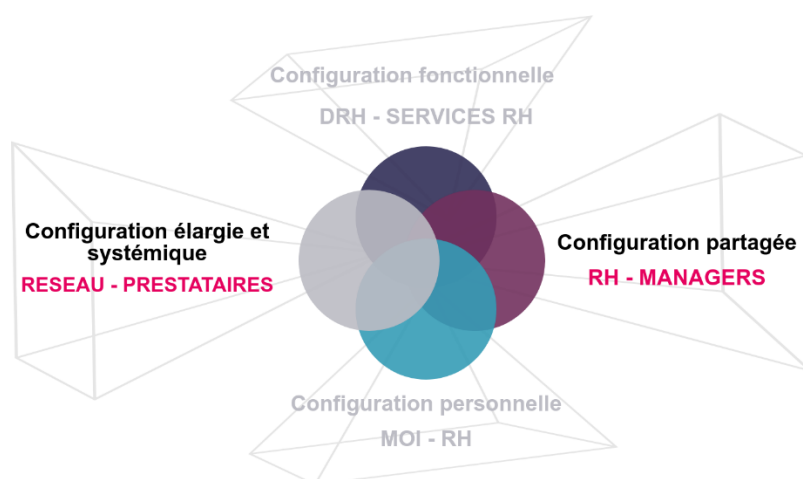 Configuration fonctionnelle
DRH - SERVICES RH
Configuration élargie et
systémique
RESEAU - PRESTATAIRES
Configuration partagée
RH - MANAGERS
Configuration personnelle
MOI - RH